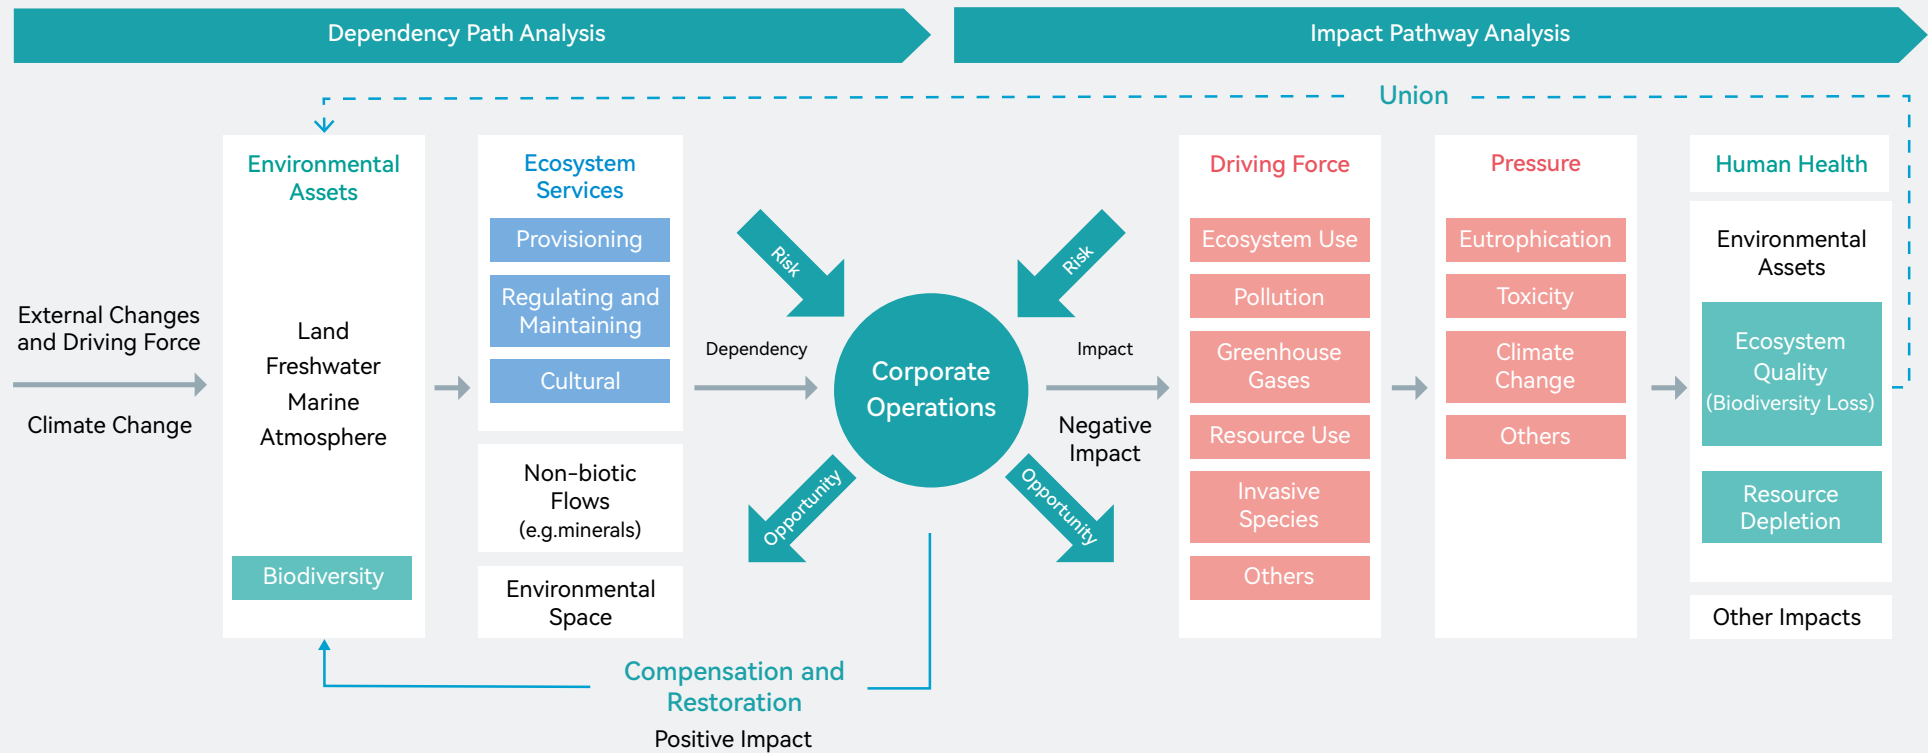 Dependency Path Analysis
Impact Pathway Analysis
Union
External Changes
and Driving Force
Climate Change
Environmental
Assets
Land
Freshwater
Marine
Atmosphere
Biodiversity
Ecosystem
Services
Provisioning
Regulating and
Maintaining
Cultural
Non-biotic
Flows
(e.g.minerals)
Environmental
Space
Risk
Dependency
Opportunity
Corporate
Operations
Risk
Impact
Negative
Impact
Opportunity
Driving Force
Ecosystem Use
Pollution
Greenhouse
Gases
Resource Use
Invasive
Species
Others
Pressure
Eutrophication
Toxicity
Climate
Change
Others
Human Health
Environmental
Assets
Ecosystem
Quality
(Biodiversity Loss)
Resource
Depletion
Other Impacts
Compensation and
Restoration
Positive Impact